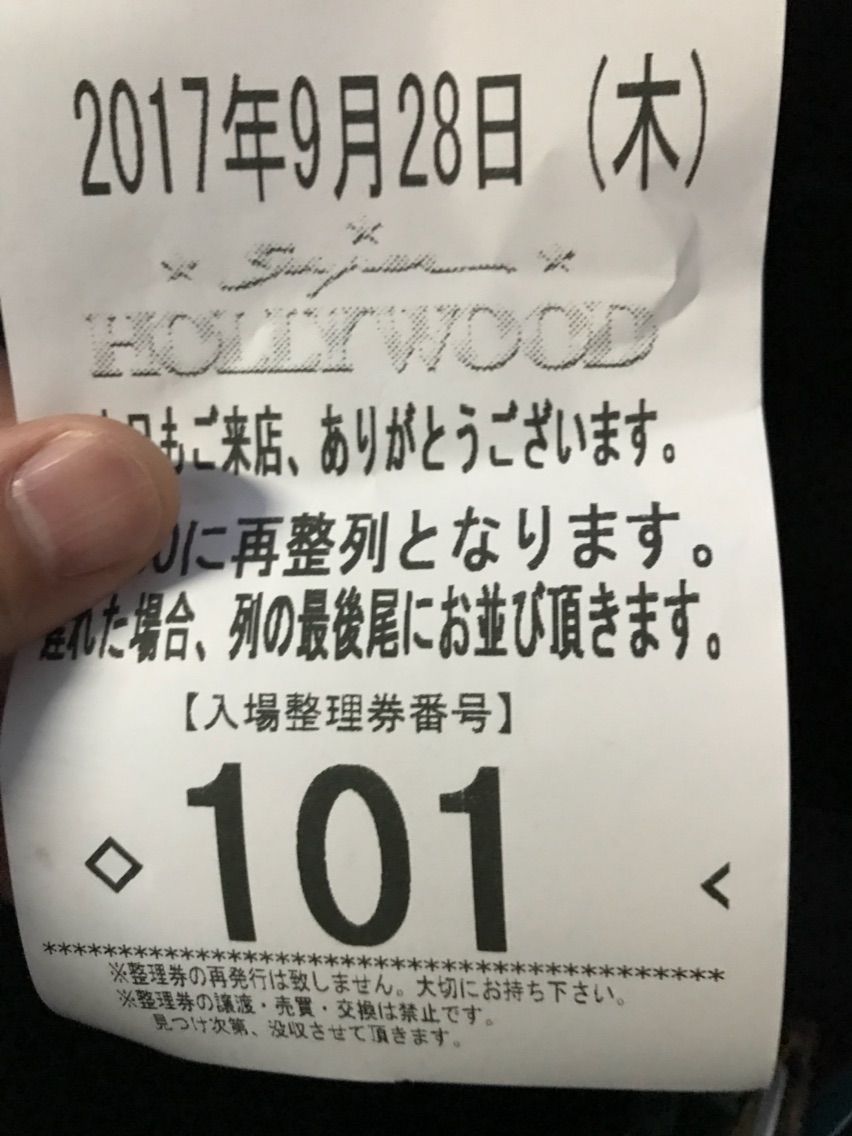 2017年9月28日（木）
HOLLYWOOD
もご来店、ありがとうございます。
0に再整列となります。
遅れた場合、列の最後尾にお並び頂きます。
【入場整理券番号】
◇ 101 <
******************************************
※整理券の再発行は致しません。大切にお持ち下さい。
※整理券の譲渡・売買・交換は禁止です。
見つけ次第、没収させて頂きます。